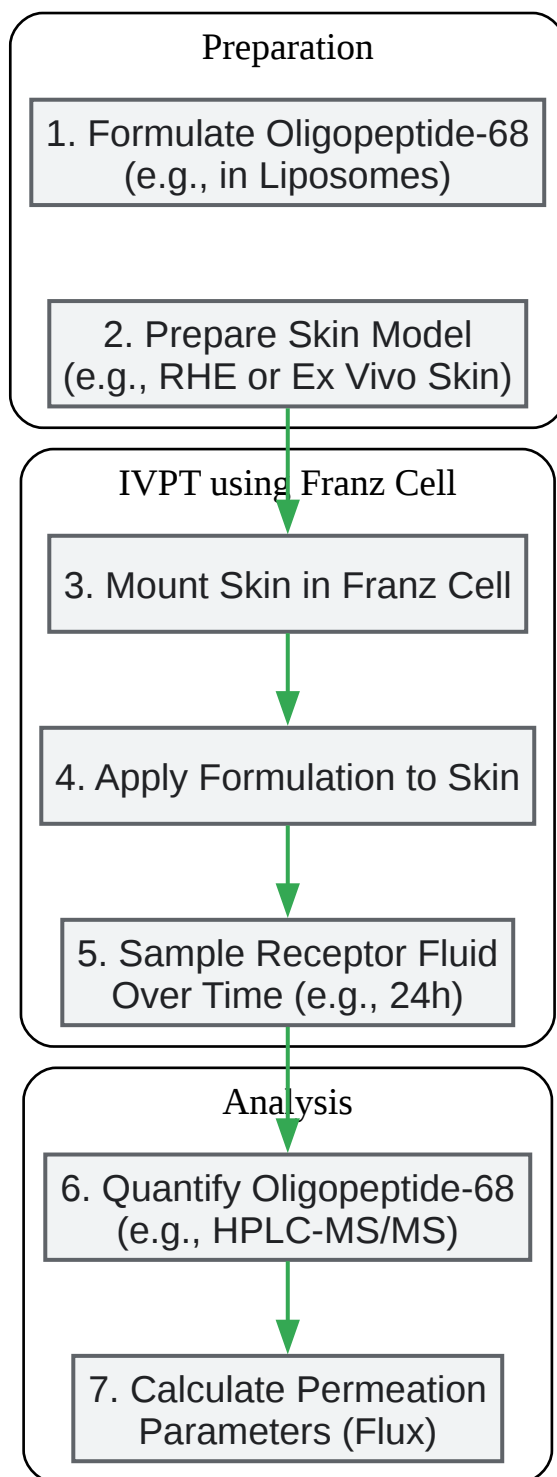 Preparation
1. Formulate Oligopeptide-68
(e.g., in Liposomes)
2. Prepare Skin Model
(e.g., RHE or Ex Vivo Skin)
IVPT using Franz Cell
3. Mount Skin in Franz Cell
4. Apply Formulation to Skin
5. Sample Receptor Fluid
Over Time (e.g., 24h)
Analysis
6. Quantify Oligopeptide-68
(e.g., HPLC-MS/MS)
7. Calculate Permeation
Parameters (Flux)